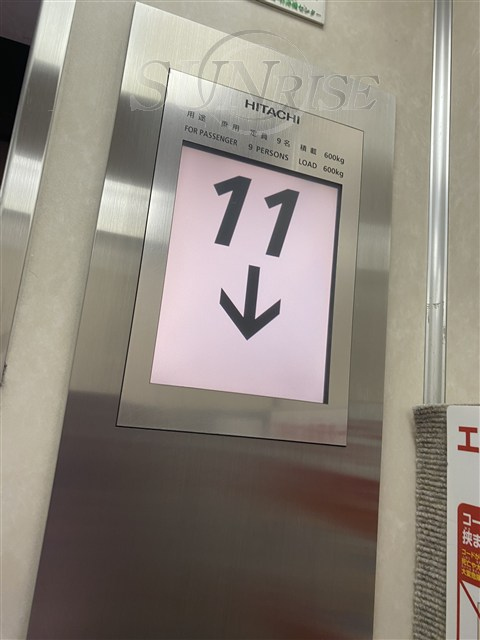 SUNRISE
HITACHI
用途 乗用 定員 9名 積載 600kg
FOR PASSENGER 9 PERSONS LOAD 600kg
11
↓
エ
コー
挟ま